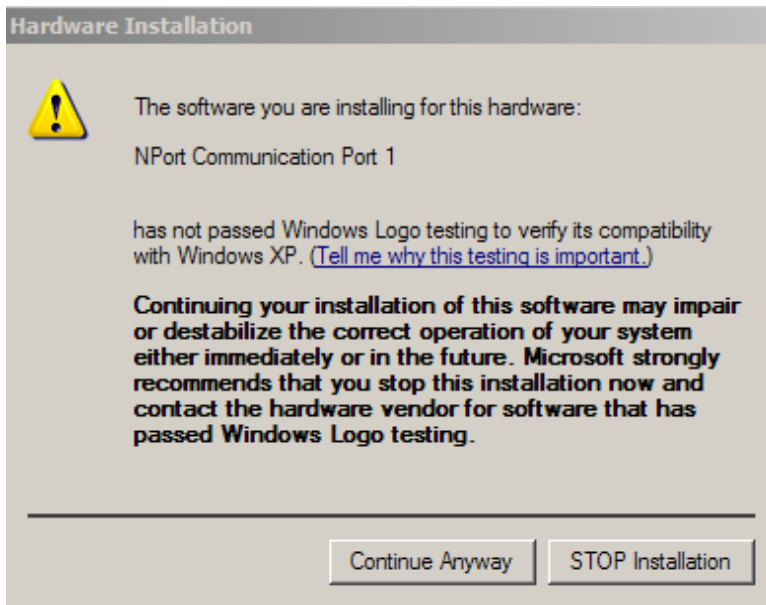 Hardware Installation
The software you are installing for this hardware:
NPort Communication Port 1
has not passed Windows Logo testing to verify its compatibility
with Windows XP. (Tell me why this testing is important.)
Continuing your installation of this software may impair
or destabilize the correct operation of your system
either immediately or in the future. Microsoft strongly
recommends that you stop this installation now and
contact the hardware vendor for software that has
passed Windows Logo testing.
Continue Anyway
STOP Installation